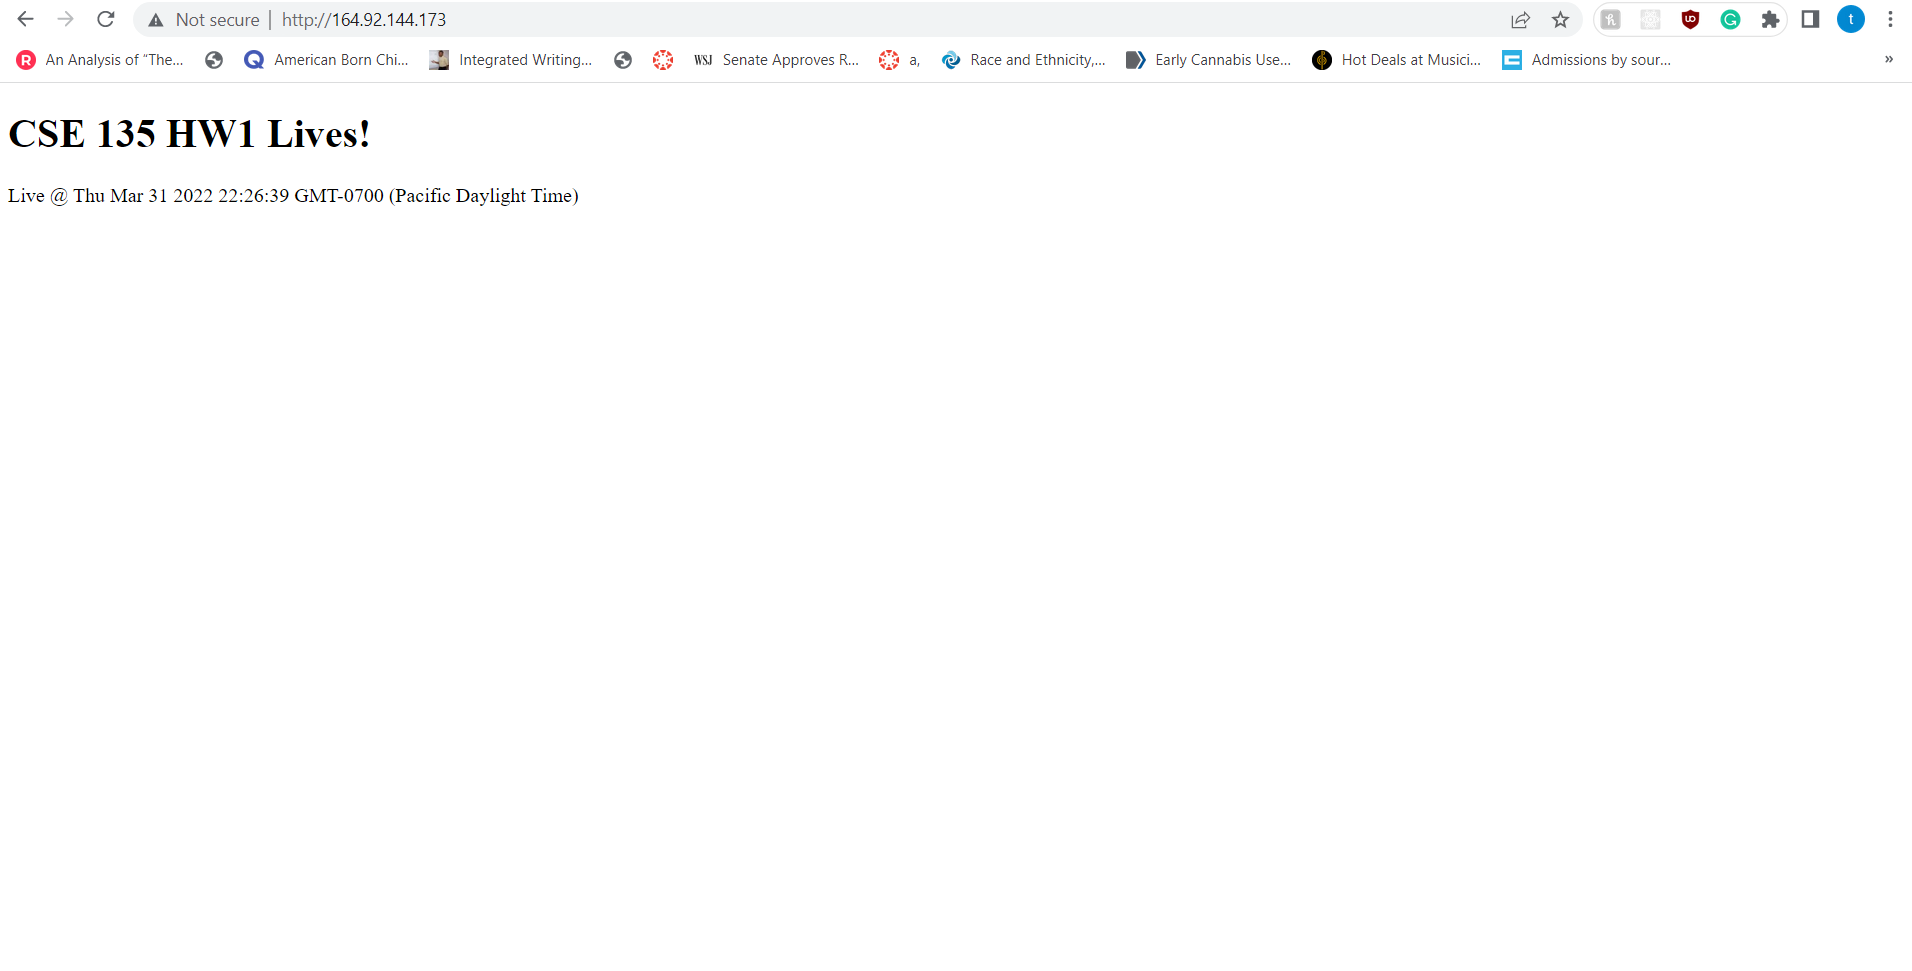 Not secure | http://164.92.144.173
t
An Analysis of “The... American Born Chi... Integrated Writing... WSJ Senate Approves R... a, Race and Ethnicity,... Early Cannabis Use... Hot Deals at Musici... Admissions by sour... »
CSE 135 HW1 Lives!
Live @ Thu Mar 31 2022 22:26:39 GMT-0700 (Pacific Daylight Time)